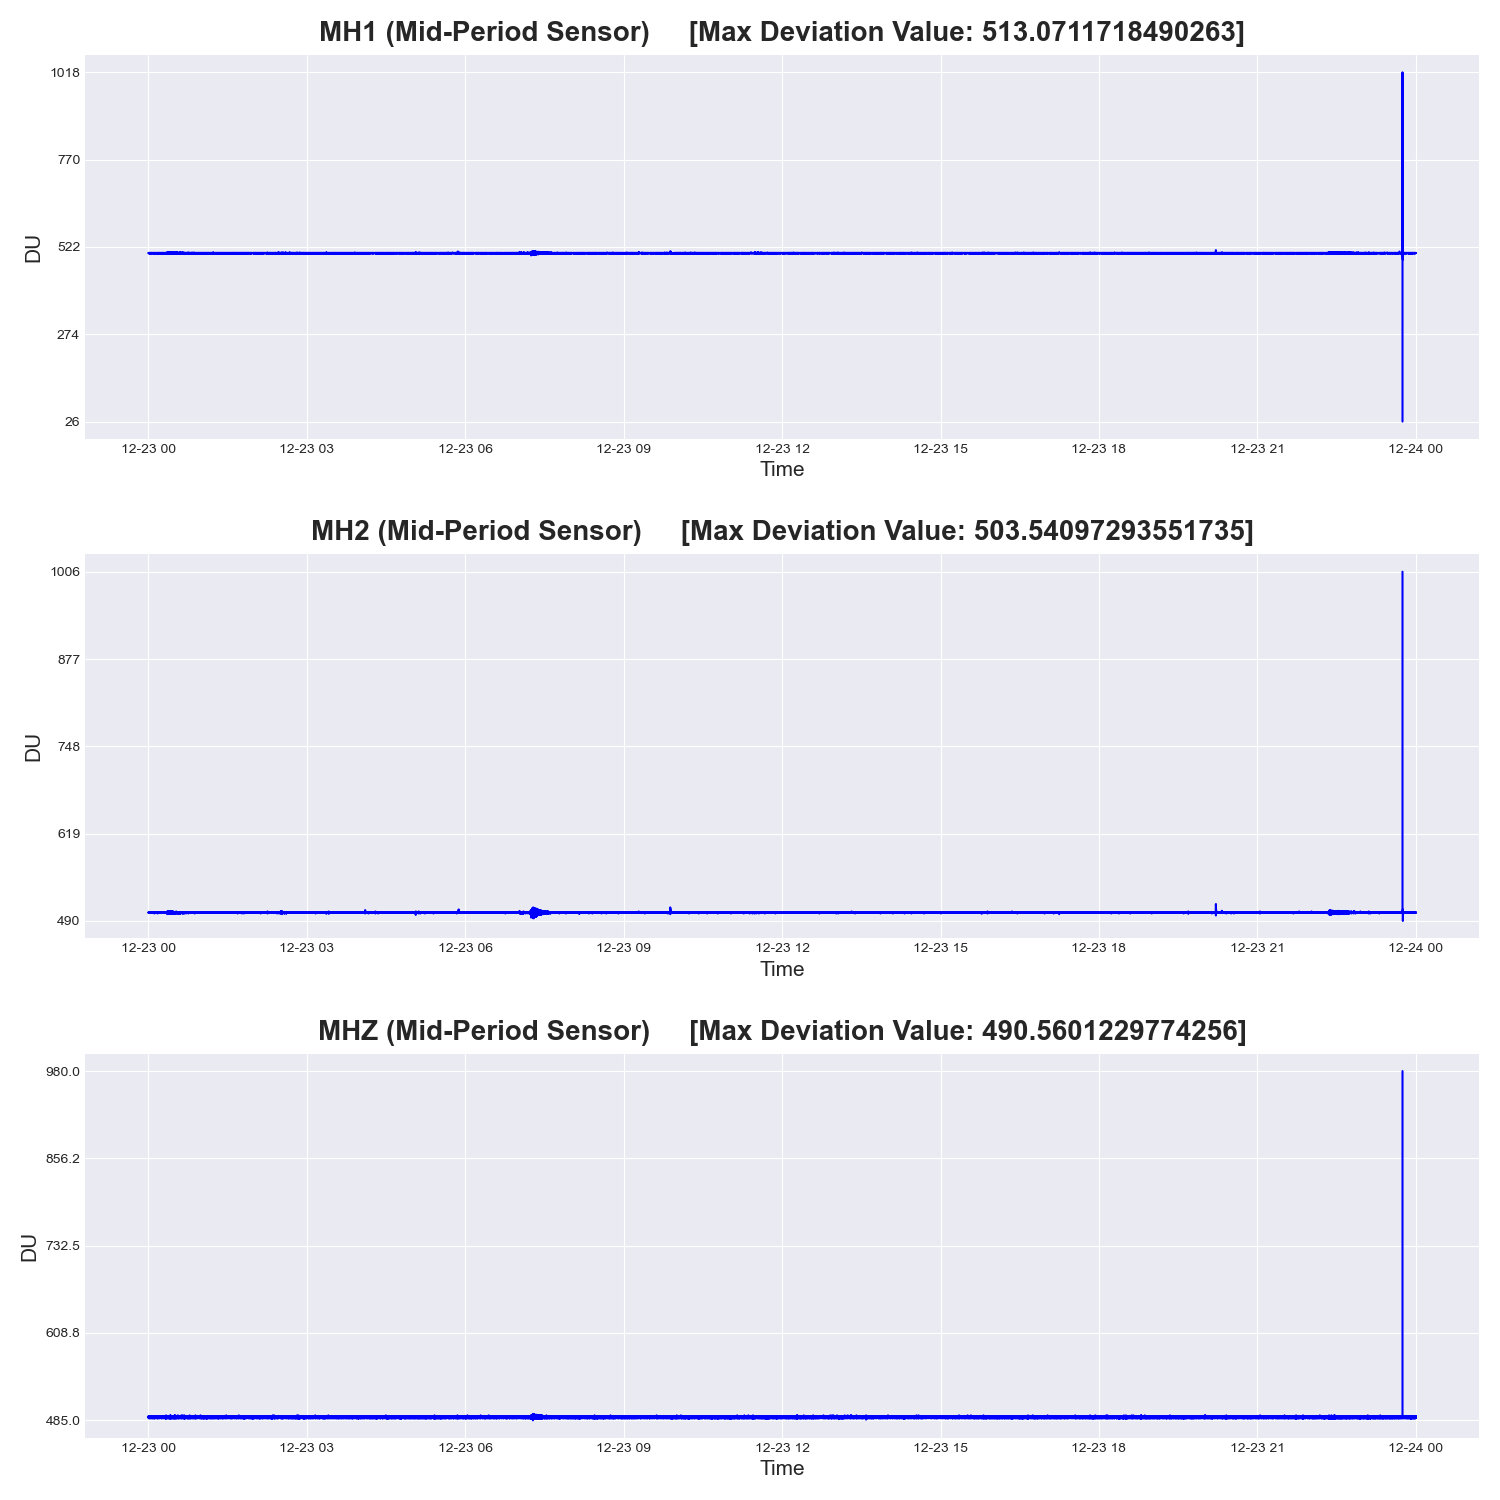 MH1 (Mid-Period Sensor) [Max Deviation Value: 513.0711718490263]
1018
770
522
274
26
DU
12-23 00 12-23 03 12-23 06 12-23 09 12-23 12 12-23 15 12-23 18 12-23 21 12-24 00
Time
MH2 (Mid-Period Sensor) [Max Deviation Value: 503.54097293551735]
1006
877
748
619
490
DU
12-23 00 12-23 03 12-23 06 12-23 09 12-23 12 12-23 15 12-23 18 12-23 21 12-24 00
Time
MHZ (Mid-Period Sensor) [Max Deviation Value: 490.5601229774256]
980.0
856.2
732.5
608.8
485.0
DU
12-23 00 12-23 03 12-23 06 12-23 09 12-23 12 12-23 15 12-23 18 12-23 21 12-24 00
Time